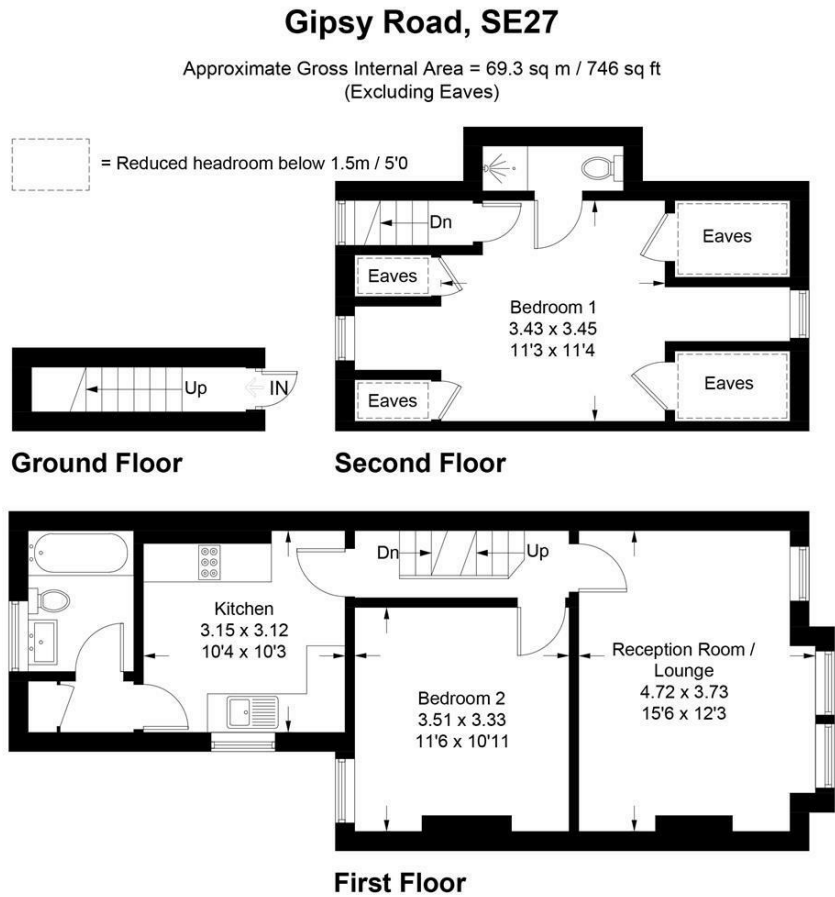 Gipsy Road, SE27
Approximate Gross Internal Area = 69.3 sq m / 746 sq ft
(Excluding Eaves)
= Reduced headroom below 1.5m / 5'0
Dn
Eaves
Eaves
Bedroom 1
3.43 x 3.45
11'3 x 11'4
Eaves
Eaves
Up
IN
Ground Floor
Second Floor
Dn
Up
Kitchen
3.15 x 3.12
10'4 x 10'3
Bedroom 2
3.51 x 3.33
11'6 x 10'11
Reception Room /
Lounge
4.72 x 3.73
15'6 x 12'3
First Floor